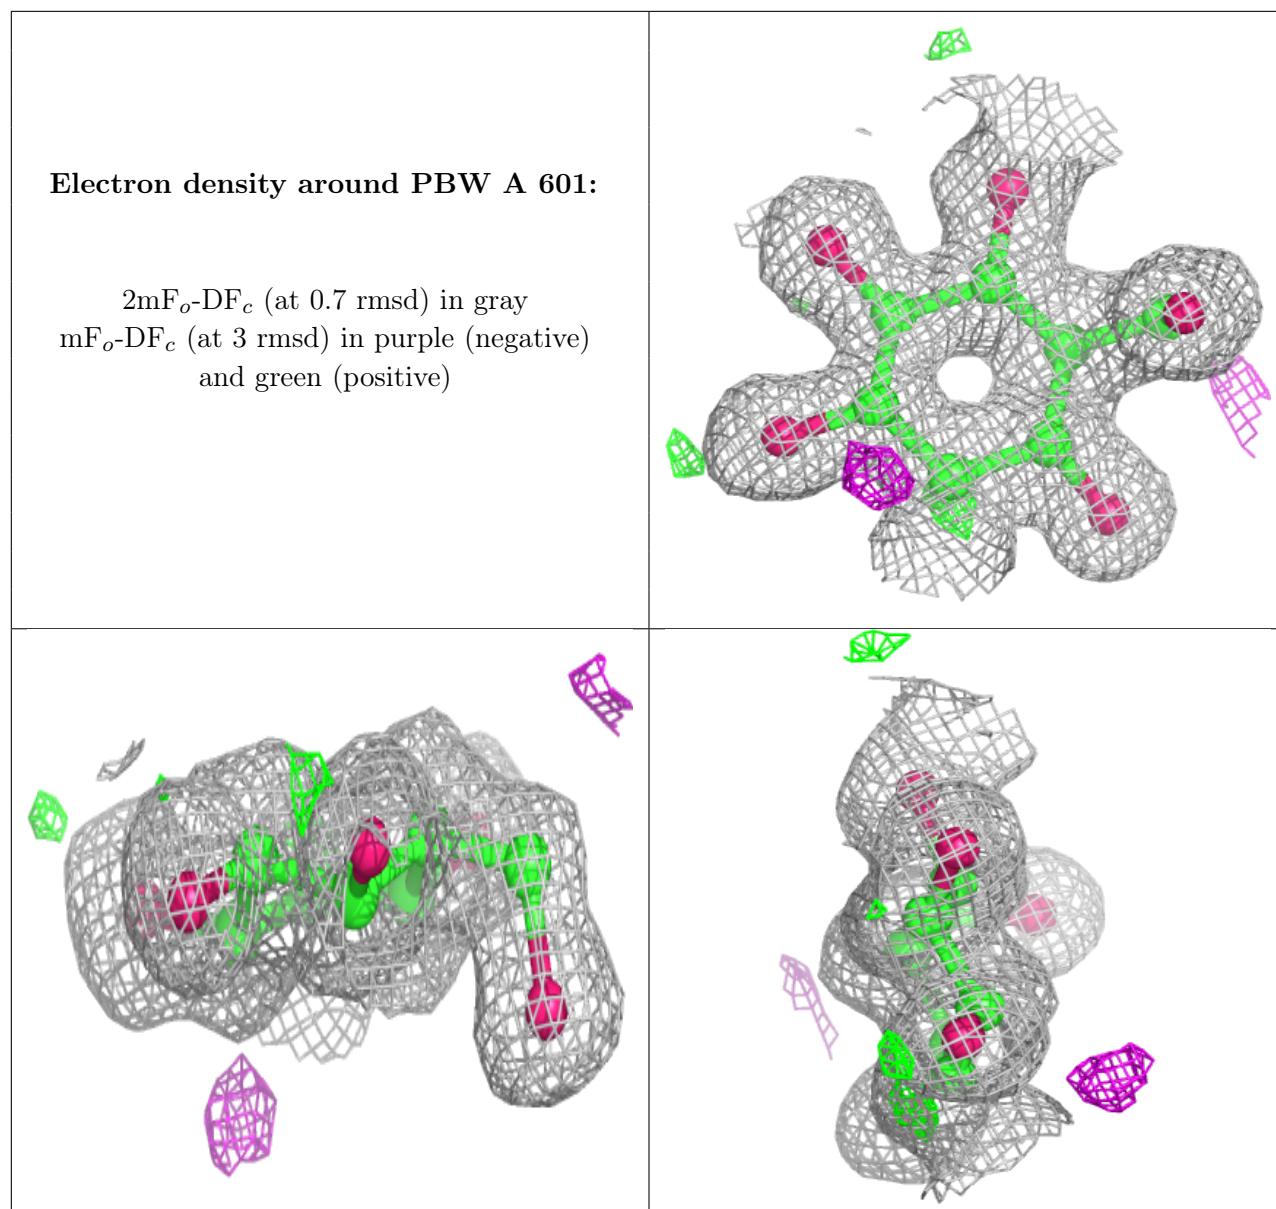 Electron density around PBW A 601:
2mFₒ-DF𝒸 (at 0.7 rmsd) in gray
mFₒ-DF𝒸 (at 3 rmsd) in purple (negative)
and green (positive)